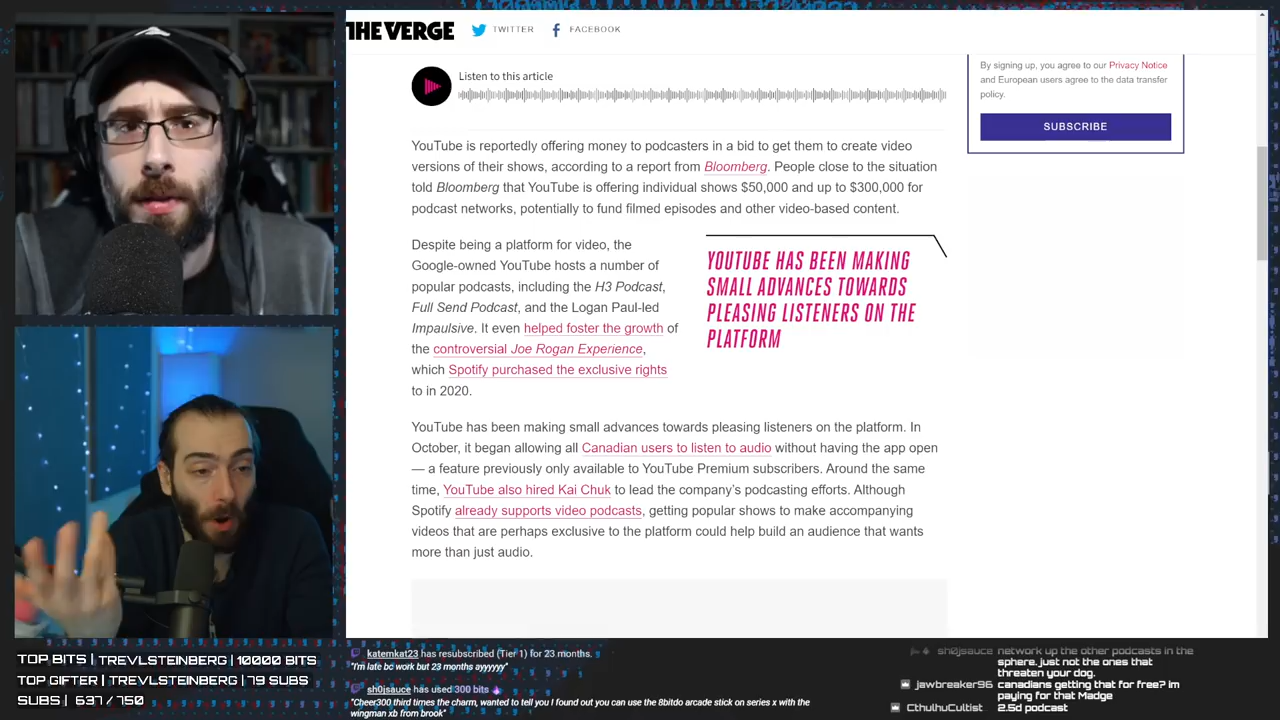 THE VERGE
TWITTER
FACEBOOK
Listen to this article
By signing up, you agree to our Privacy Notice
and European users agree to the data transfer
policy.
SUBSCRIBE
YouTube is reportedly offering money to podcasters in a bid to get them to create video
versions of their shows, according to a report from Bloomberg. People close to the situation
told Bloomberg that YouTube is offering individual shows $50,000 and up to $300,000 for
podcast networks, potentially to fund filmed episodes and other video-based content.
Despite being a platform for video, the
Google-owned YouTube hosts a number of
popular podcasts, including the H3 Podcast,
Full Send Podcast, and the Logan Paul-led
Impaulsive. It even helped foster the growth of
the controversial Joe Rogan Experience,
which Spotify purchased the exclusive rights
to in 2020.
YOUTUBE HAS BEEN MAKING
SMALL ADVANCES TOWARDS
PLEASING LISTENERS ON THE
PLATFORM
YouTube has been making small advances towards pleasing listeners on the platform. In
October, it began allowing all Canadian users to listen to audio without having the app open
— a feature previously only available to YouTube Premium subscribers. Around the same
time, YouTube also hired Kai Chuk to lead the company's podcasting efforts. Although
Spotify already supports video podcasts, getting popular shows to make accompanying
videos that are perhaps exclusive to the platform could help build an audience that wants
more than just audio.
TOP BITS | TREVLSTEINBERG | 10000 BITS
TOP GIFTER | TREVLSTEINBERG | 79 SUBS
SUBS | 637 / 750
katemkat23 has resubscribed (Tier 1) for 23 months.
"I'm late bc work but 23 months ayyyyyy"
sh0jsauce has used 300 bits
"Cheer300 third times the charm, wanted to tell you I found out you can use the 8bitdo arcade stick on series x with the
wingman xb from brook"
sh0jsauce network up the other podcasts in the
sphere. just not the ones that
threaten your dog.
jawbreaker96 canadians getting that for free? im
paying for that Madge
CthulhuCultist 2.5d podcast